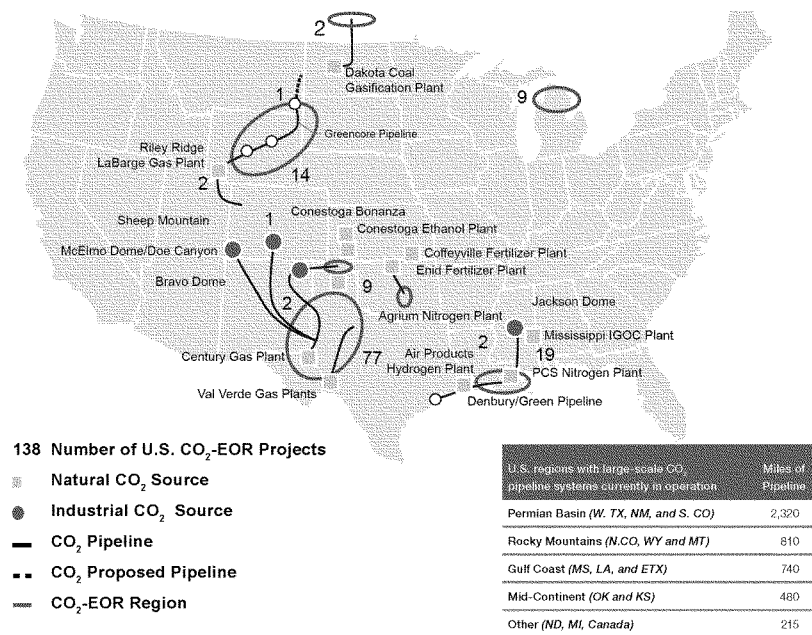 2
Dakota Coal
Gasification Plant
9
1
Greencore Pipeline
Riley Ridge
LaBarge Gas Plant
14
2
Conestoga Bonanza
Sheep Mountain
1
Conestoga Ethanol Plant
McElmo Dome/Doe Canyon
Coffeyville Fertilizer Plant
Enid Fertilizer Plant
Bravo Dome
9
2
Jackson Dome
Agrium Nitrogen Plant
2
Mississippi IGOC Plant
Century Gas Plant
77
Air Products
Hydrogen Plant
19
PCS Nitrogen Plant
Val Verde Gas Plants
Denbury/Green Pipeline
138 Number of U.S. CO₂-EOR Projects
Natural CO₂ Source
Industrial CO₂ Source
CO₂ Pipeline
CO₂ Proposed Pipeline
CO₂-EOR Region
U.S. regions with large-scale CO₂ pipeline systems currently in operation
Miles of Pipeline
Permian Basin (W. TX, NM, and S. CO) 2,320
Rocky Mountains (N.CO, WY and MT) 810
Gulf Coast (MS, LA, and ETX) 740
Mid-Continent (OK and KS) 480
Other (ND, MI, Canada) 215